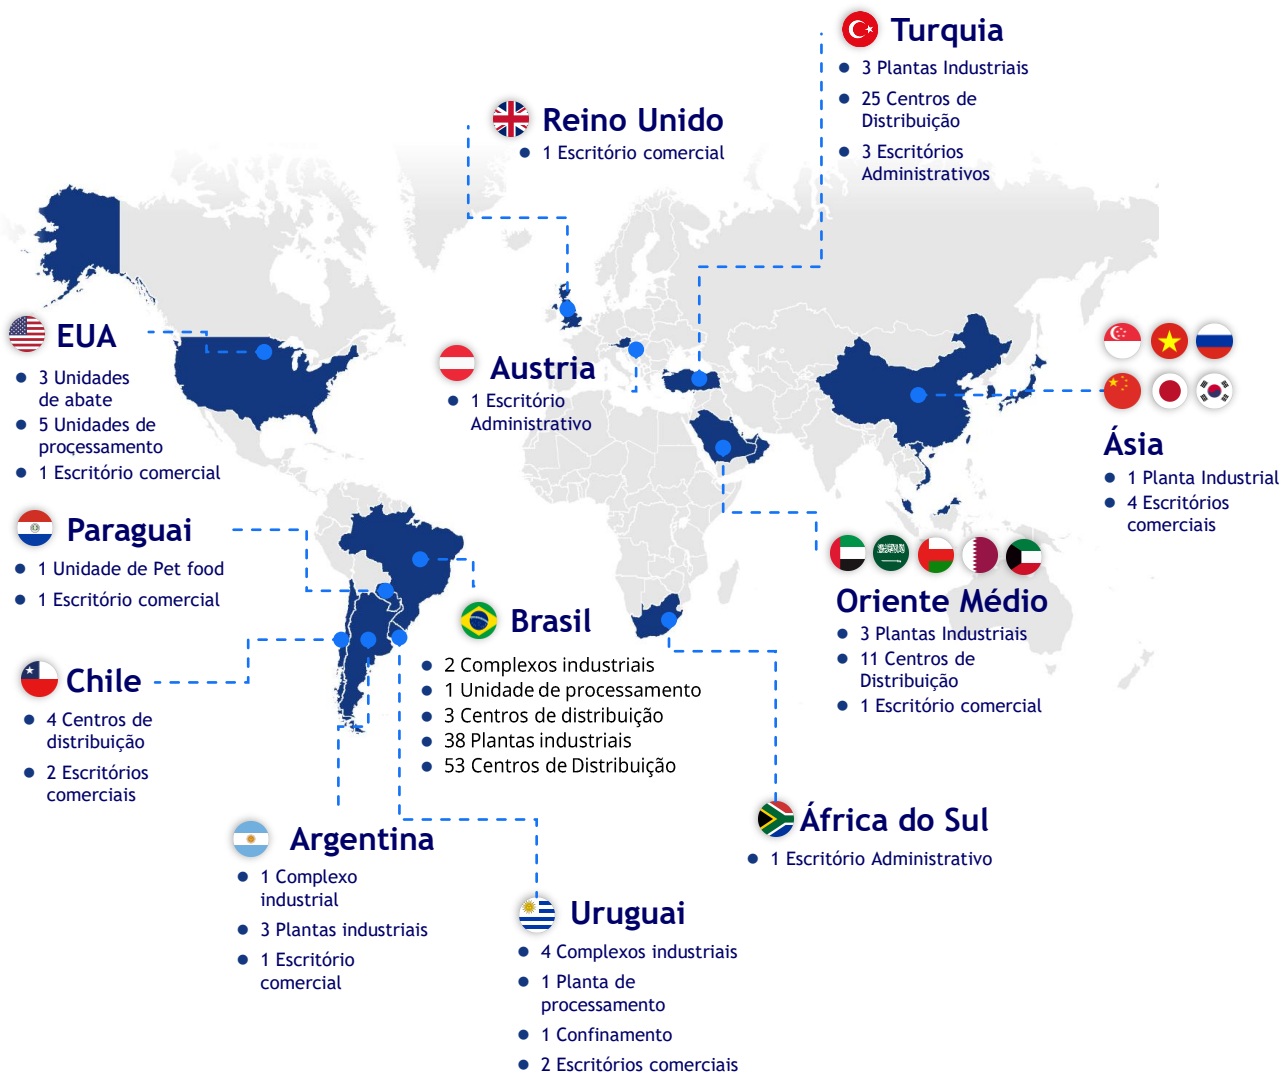 Turquia
3 Plantas Industriais
25 Centros de
Distribuição
3 Escritórios
Administrativos
Reino Unido
1 Escritório comercial
EUA
3 Unidades
de abate
5 Unidades de
processamento
1 Escritório comercial
Austria
1 Escritório
Administrativo
Ásia
1 Planta Industrial
4 Escritórios
comerciais
Paraguai
1 Unidade de Pet food
1 Escritório comercial
Oriente Médio
3 Plantas Industriais
11 Centros de
Distribuição
1 Escritório comercial
Brasil
2 Complexos industriais
1 Unidade de processamento
3 Centros de distribuição
38 Plantas industriais
53 Centros de Distribuição
Chile
4 Centros de
distribuição
2 Escritórios
comerciais
África do Sul
1 Escritório Administrativo
Argentina
1 Complexo
industrial
3 Plantas industriais
1 Escritório
comercial
Uruguai
4 Complexos industriais
1 Planta de
processamento
1 Confinamento
2 Escritórios comerciais